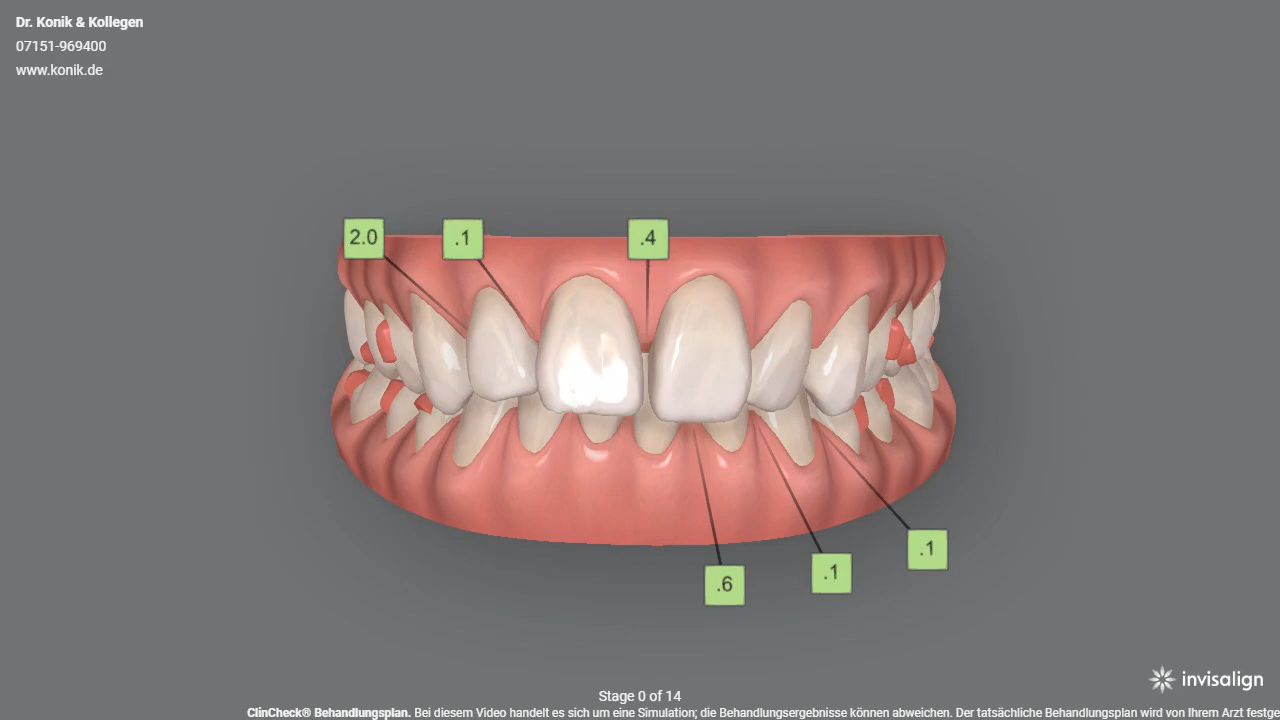 Dr. Konik & Kollegen
07151-969400
www.konik.de
2.0
.1
.4
.1
.1
.6
invisalign
Stage 0 of 14
ClinCheck® Behandlungsplan. Bei diesem Video handelt es sich um eine Simulation; die Behandlungsergebnisse können abweichen. Der tatsächliche Behandlungsplan wird von Ihrem Arzt festge